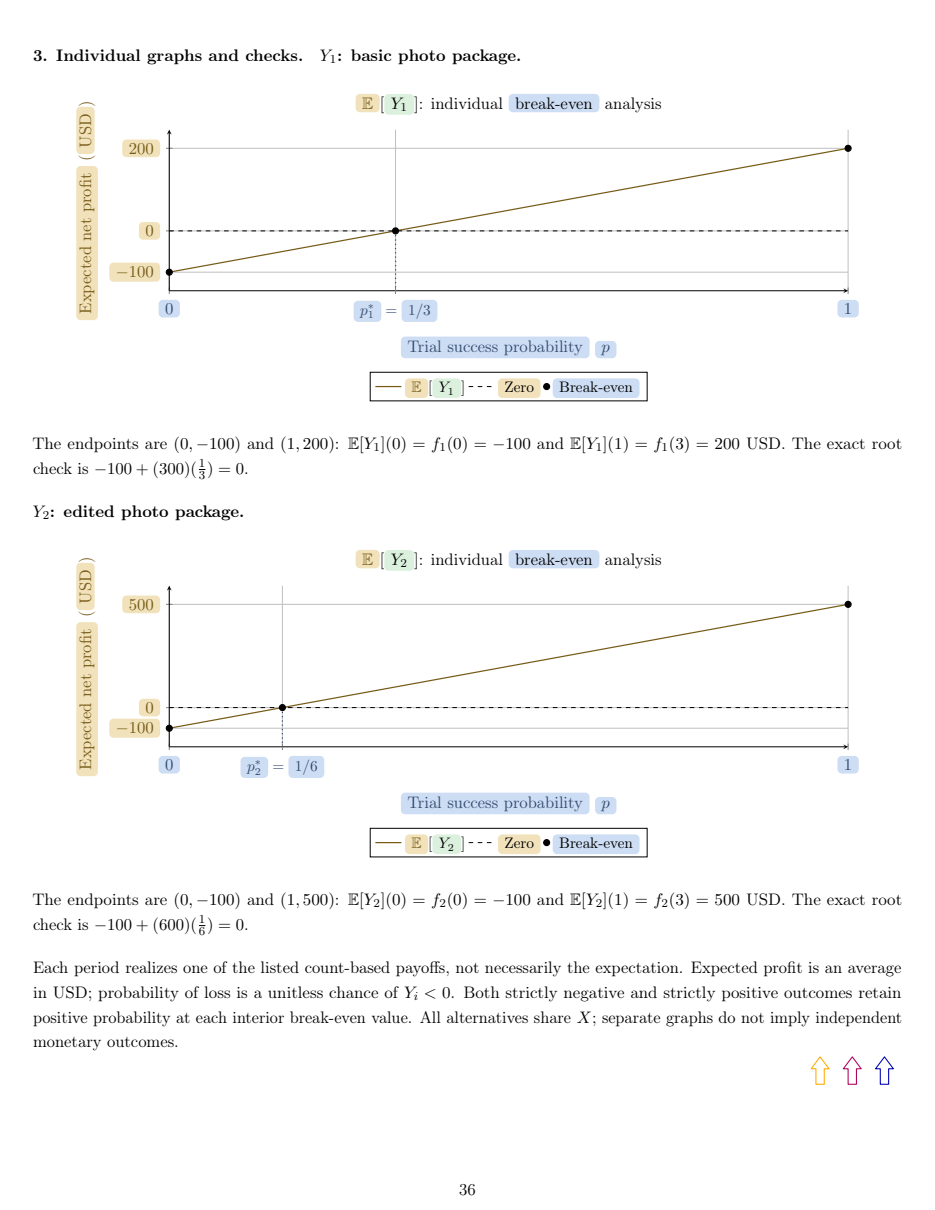 3. Individual graphs and checks. Y₁: basic photo package.
𝔼[Y₁]: individual break-even analysis
Expected net profit (USD)
200
0
−100
0
p₁* = 1/3
1
Trial success probability p
𝔼[Y₁] Zero Break-even
The endpoints are (0, −100) and (1, 200): 𝔼[Y₁](0) = f₁(0) = −100 and 𝔼[Y₁](1) = f₁(3) = 200 USD. The exact root
check is −100 + (300)(1/3) = 0.
Y₂: edited photo package.
𝔼[Y₂]: individual break-even analysis
Expected net profit (USD)
500
0
−100
0
p₂* = 1/6
1
Trial success probability p
𝔼[Y₂] Zero Break-even
The endpoints are (0, −100) and (1, 500): 𝔼[Y₂](0) = f₂(0) = −100 and 𝔼[Y₂](1) = f₂(3) = 500 USD. The exact root
check is −100 + (600)(1/6) = 0.
Each period realizes one of the listed count-based payoffs, not necessarily the expectation. Expected profit is an average
in USD; probability of loss is a unitless chance of Yᵢ < 0. Both strictly negative and strictly positive outcomes retain
positive probability at each interior break-even value. All alternatives share X; separate graphs do not imply independent
monetary outcomes.
36